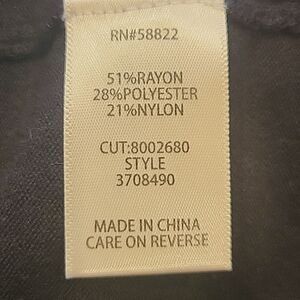 RN#58822
51%RAYON
28%POLYESTER
21%NYLON
CUT:8002680
STYLE
3708490
MADE IN CHINA
CARE ON REVERSE